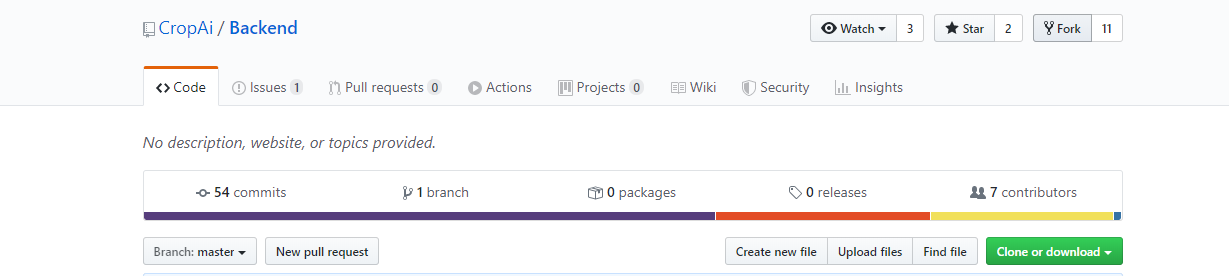 CropAi / Backend Watch 3 Star 2 Fork 11
Code Issues 1 Pull requests 0 Actions Projects 0 Wiki Security Insights
No description, website, or topics provided.
54 commits 1 branch 0 packages 0 releases 7 contributors
Branch: master New pull request Create new file Upload files Find file Clone or download